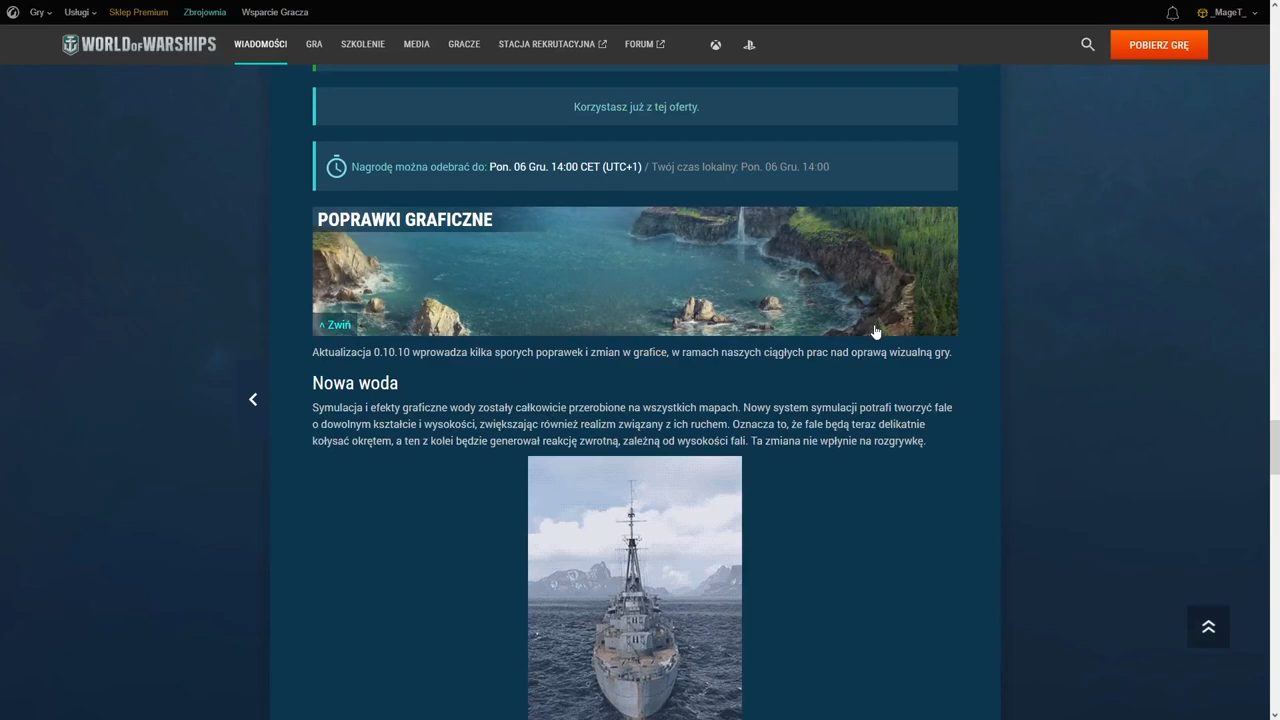 Gry Usługi Sklep Premium Zbrojownia Wsparcie Gracza _MageT_
WORLD OF WARSHIPS WIADOMOŚCI GRA SZKOLENIE MEDIA GRACZE STACJA REKRUTACYJNA FORUM POBIERZ GRĘ
Korzystasz już z tej oferty.
Nagrodę można odebrać do: Pon. 06 Gru. 14:00 CET (UTC+1) / Twój czas lokalny: Pon. 06 Gru. 14:00
POPRAWKI GRAFICZNE
^ Zwiń
Aktualizacja 0.10.10 wprowadza kilka sporych poprawek i zmian w grafice, w ramach naszych ciągłych prac nad oprawą wizualną gry.
Nowa woda
Symulacja i efekty graficzne wody zostały całkowicie przerobione na wszystkich mapach. Nowy system symulacji potrafi tworzyć fale
o dowolnym kształcie i wysokości, zwiększając również realizm związany z ich ruchem. Oznacza to, że fale będą teraz delikatnie
kołysać okrętem, a ten z kolei będzie generował reakcję zwrotną, zależną od wysokości fali. Ta zmiana nie wpłynie na rozgrywkę.